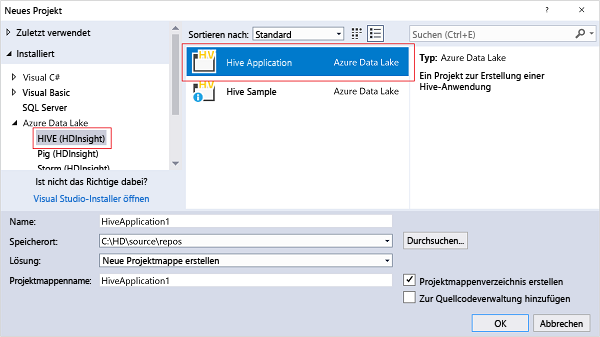 Neues Projekt
Zuletzt verwendet
Installiert
Visual C#
Visual Basic
SQL Server
Azure Data Lake
HIVE (HDInsight)
Pig (HDInsight)
Storm (HDInsight)
Ist nicht das Richtige dabei?
Visual Studio-Installer öffnen
Sortieren nach: Standard
Hive Application Azure Data Lake
Hive Sample Azure Data Lake
Suchen (Ctrl+E)
Typ: Azure Data Lake
Ein Projekt zur Erstellung einer
Hive-Anwendung
Name: HiveApplication1
Speicherort: C:\HD\source\repos Durchsuchen...
Lösung: Neue Projektmappe erstellen
Projektmappenname: HiveApplication1
Projektmappenverzeichnis erstellen
Zur Quellcodeverwaltung hinzufügen
OK Abbrechen